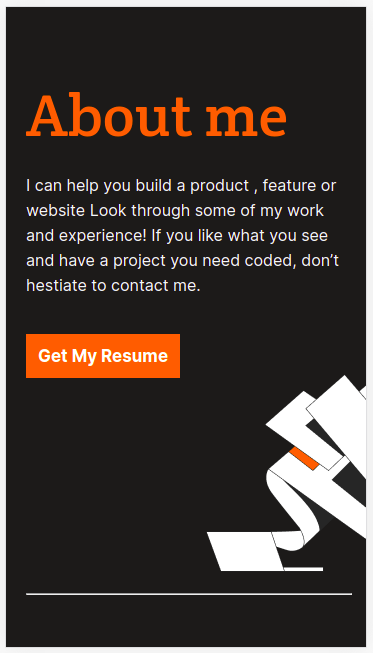 About me
I can help you build a product , feature or
website Look through some of my work
and experience! If you like what you see
and have a project you need coded, don’t
hestiate to contact me.
Get My Resume